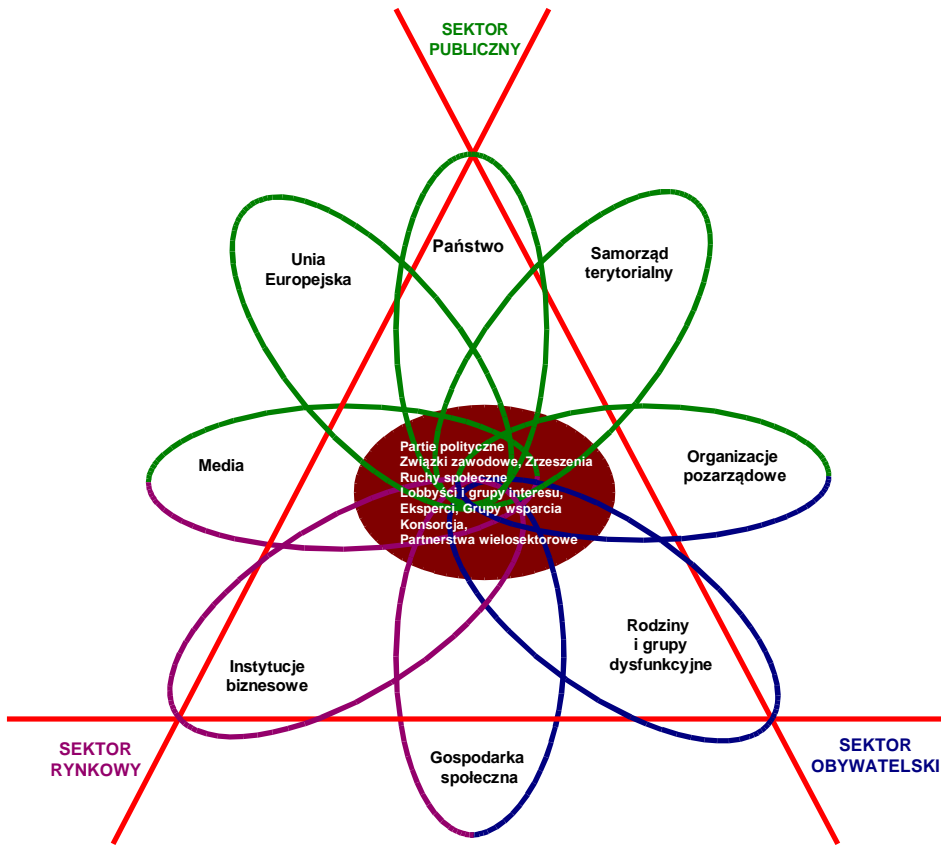 SEKTOR
PUBLICZNY
Państwo
Unia
Europejska
Samorząd
terytorialny
Media
Partie polityczne
Związki zawodowe, Zrzeszenia
Ruchy społeczne
Lobbyści i grupy interesu,
Eksperci, Grupy wsparcia
Konsorcja,
Partnerstwa wielosektorowe
Organizacje
pozarządowe
Instytucje
biznesowe
Rodziny
i grupy
dysfunkcyjne
SEKTOR
RYNKOWY
Gospodarka
społeczna
SEKTOR
OBYWATELSKI